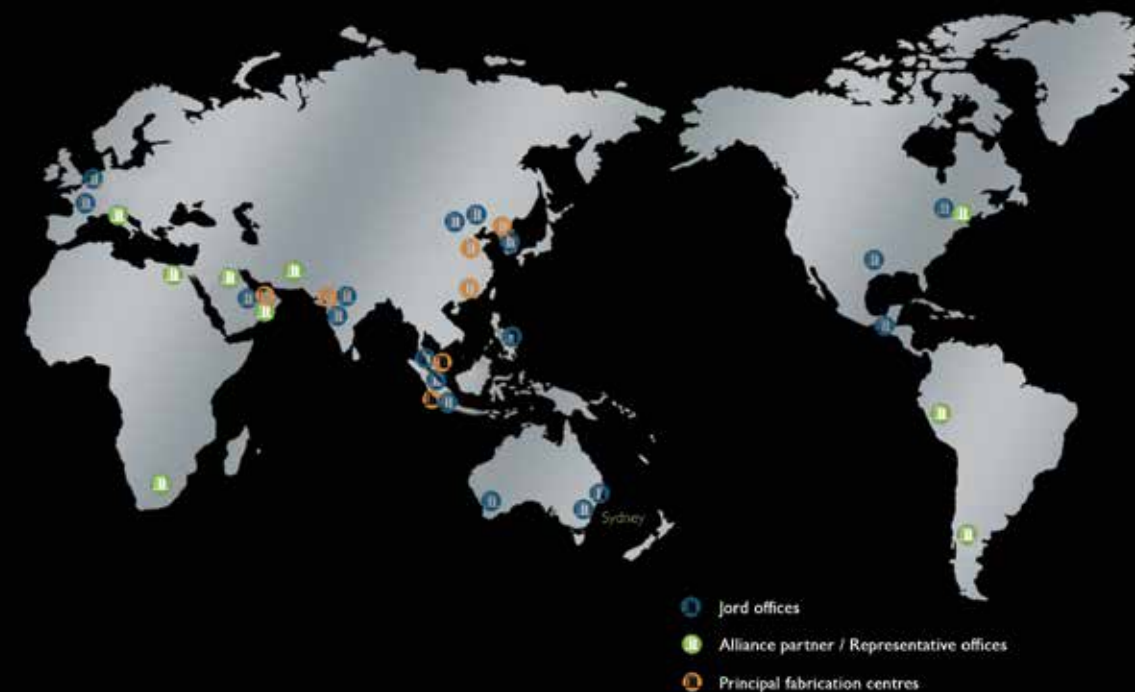 Sydney
Jord offices
Alliance partner / Representative offices
Principal fabrication centres